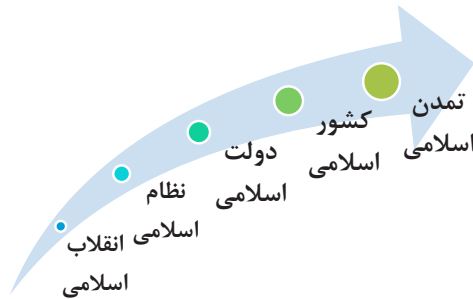 انقلاب
اسلامی
نظام
اسلامی
دولت
اسلامی
کشور
اسلامی
تمدن
اسلامی